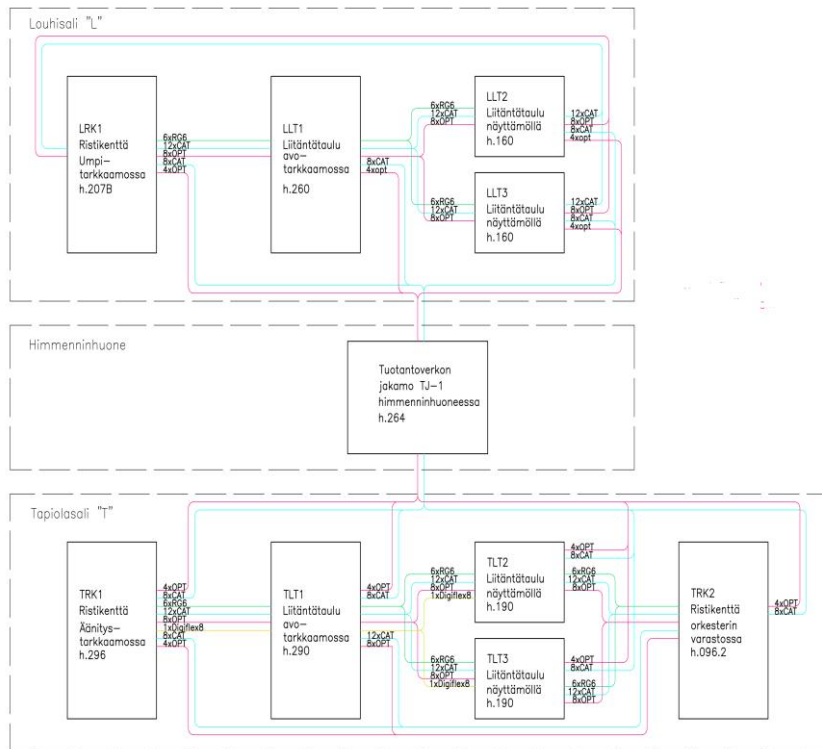 Louhisali "L"
LRK1
Ristikenttä
Umpi-
tarkkaamossa
h.207B
6xRG6
12xCAT
8xOPT
8xCAT
4xOPT
LLT1
Liitäntätaulu
avo-
tarkkaamossa
h.260
8xCAT
4xopt
6xRG6
12xCAT
8xOPT
LLT2
Liitäntätaulu
näyttämöllä
h.160
12xCAT
8xOPT
8xCAT
4xopt
6xRG6
12xCAT
8xOPT
LLT3
Liitäntätaulu
näyttämöllä
h.160
12xCAT
8xOPT
8xCAT
4xopt
Himmenninhuone
Tuotantoverkon
jakamo TJ-1
himmenninhuoneessa
h.264
Tapiolasali "T"
TRK1
Ristikenttä
Äänitys-
tarkkaamossa
h.296
4xOPT
8xCAT
6xRG6
12xCAT
8xOPT
1xDigiflex8
8xCAT
4xOPT
TLT1
Liitäntätaulu
avo-
tarkkaamossa
h.290
4xOPT
8xCAT
12xCAT
8xOPT
6xRG6
12xCAT
8xOPT
1xDigiflex8
TLT2
Liitäntätaulu
näyttämöllä
h.190
4xOPT
8xCAT
6xRG6
12xCAT
8xOPT
6xRG6
12xCAT
8xOPT
1xDigiflex8
TLT3
Liitäntätaulu
näyttämöllä
h.190
4xOPT
8xCAT
6xRG6
12xCAT
8xOPT
TRK2
Ristikenttä
orkesterin
varastossa
h.096.2
4xOPT
8xCAT